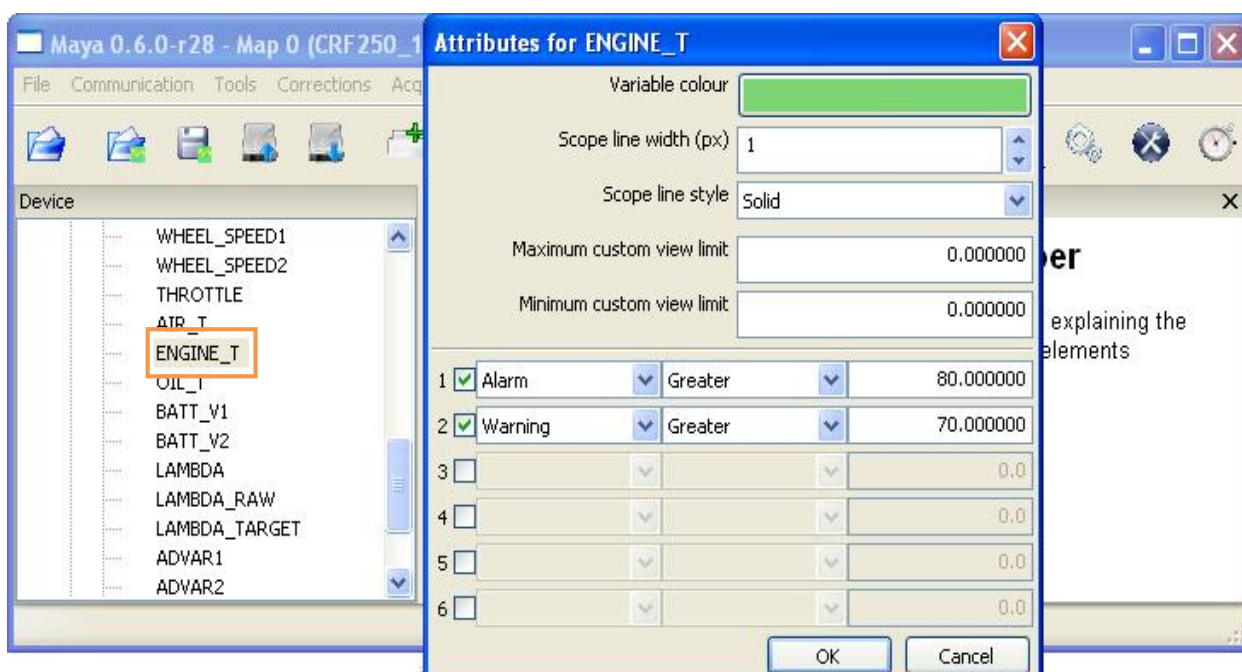 Maya 0.6.0-r28 - Map 0 (CRF250_1
File Communication Tools Corrections Acq
Device
WHEEL_SPEED1
WHEEL_SPEED2
THROTTLE
AIR_T
ENGINE_T
OIL_T
BATT_V1
BATT_V2
LAMBDA
LAMBDA_RAW
LAMBDA_TARGET
ADVAR1
ADVAR2
Attributes for ENGINE_T
Variable colour
Scope line width (px) 1
Scope line style Solid
Maximum custom view limit 0.000000
Minimum custom view limit 0.000000
1 Alarm Greater 80.000000
2 Warning Greater 70.000000
3 0.0
4 0.0
5 0.0
6 0.0
OK Cancel
per
explaining the
elements